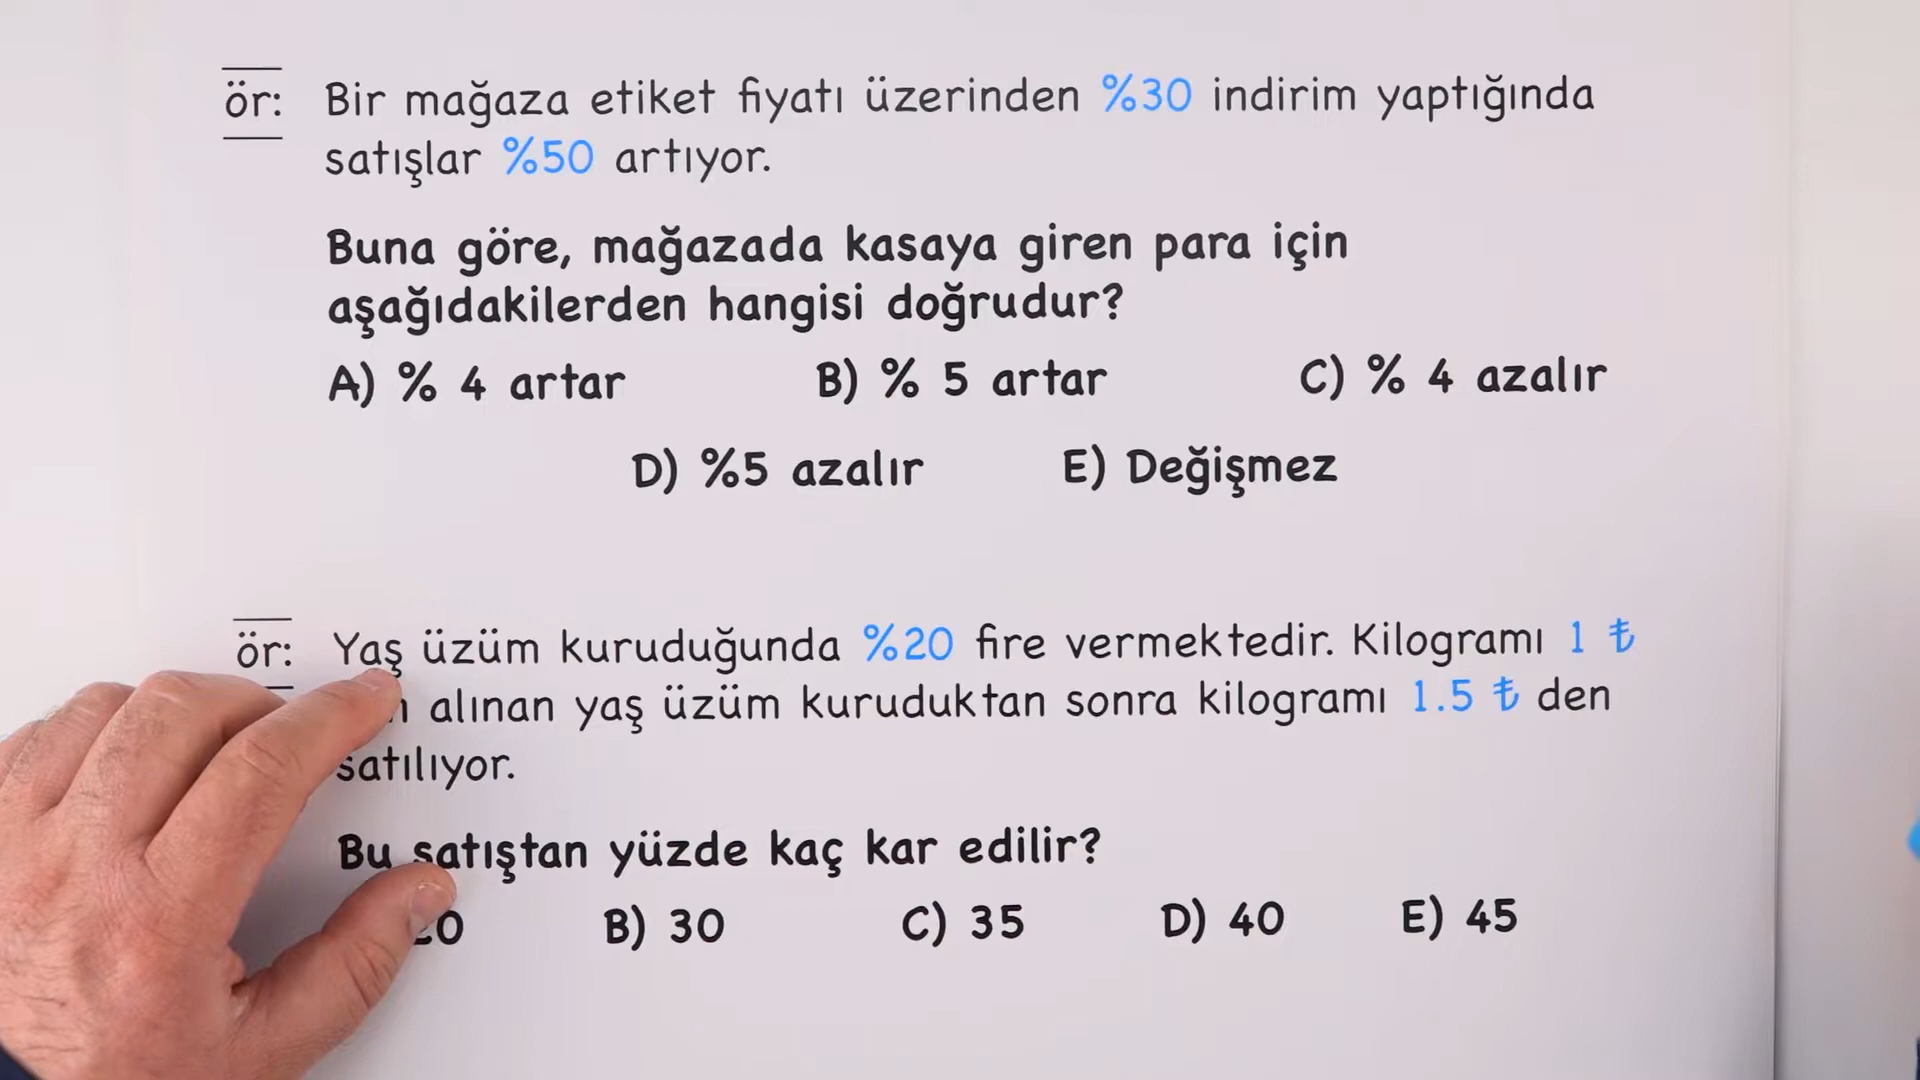 ör: Bir mağaza etiket fiyatı üzerinden %30 indirim yaptığında
satışlar %50 artıyor.
Buna göre, mağazada kasaya giren para için
aşağıdakilerden hangisi doğrudur?
A) % 4 artar B) % 5 artar C) % 4 azalır
D) %5 azalır E) Değişmez
ör: Yaş üzüm kuruduğunda %20 fire vermektedir. Kilogramı 1 ₺
alınan yaş üzüm kuruduktan sonra kilogramı 1.5 ₺ den
satılıyor.
Bu satıştan yüzde kaç kar edilir?
B) 30 C) 35 D) 40 E) 45